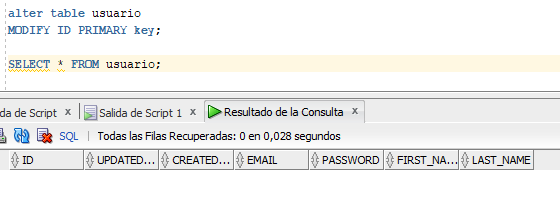 alter table usuario
MODIFY ID PRIMARY key;
SELECT * FROM usuario;
da de Script x Salida de Script 1 x Resultado de la Consulta x
SQL | Todas las Filas Recuperadas: 0 en 0,028 segundos
ID UPDATED... CREATED... EMAIL PASSWORD FIRST_NA... LAST_NAME